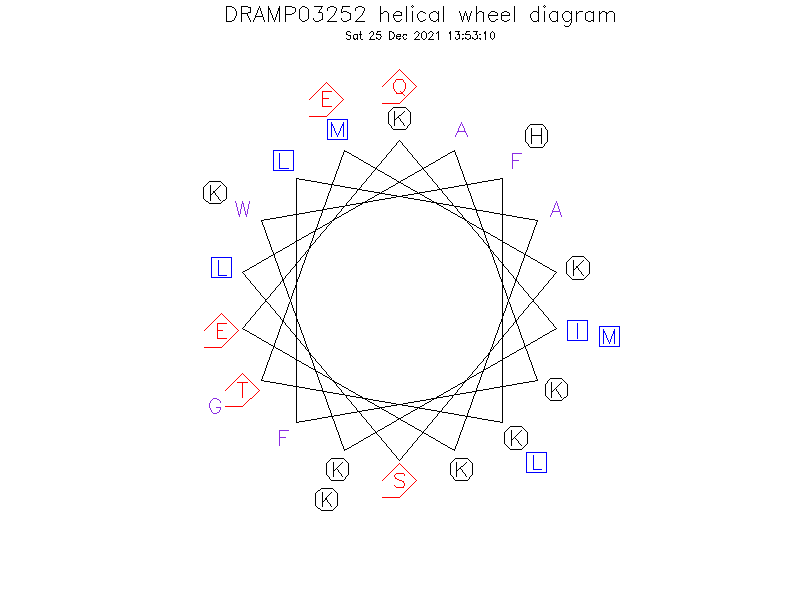 DRAMP03252 helical wheel diagram
Sat 25 Dec 2021 13:53:10
Q
E
K
M
A
H
L
F
K
W
A
L
K
E
I
M
T
K
G
F
K
L
K
K
S
K